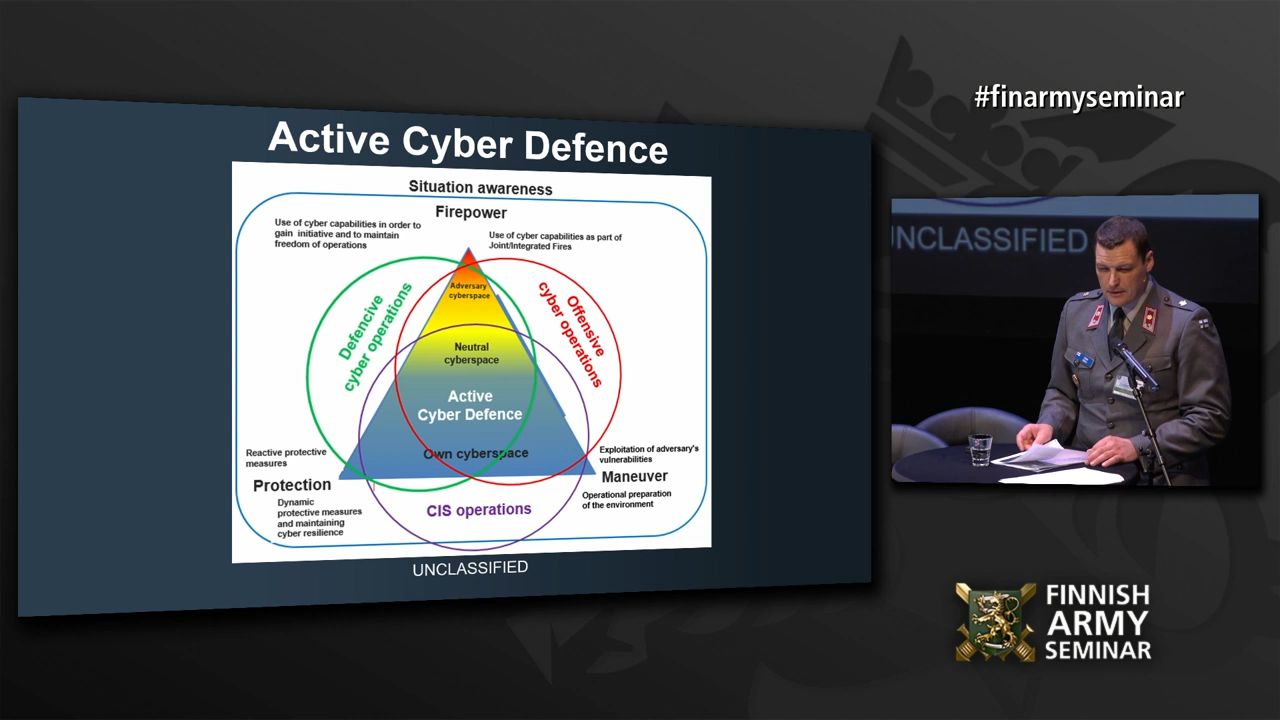 #finarmyseminar
Active Cyber Defence
Situation awareness
Firepower
Use of cyber capabilities in order to
gain initiative and to maintain
freedom of operations
Use of cyber capabilities as part of
Joint/Integrated Fires
Adversary
cyberspace
Defencive
cyber operations
Offensive
cyber operations
Neutral
cyberspace
Active
Cyber Defence
Own cyberspace
Reactive protective
measures
Protection
Dynamic
protective measures
and maintaining
cyber resilience
Exploitation of adversary's
vulnerabilities
Maneuver
Operational preparation
of the environment
CIS operations
UNCLASSIFIED
UNCLASSIFIED
FINNISH
ARMY
SEMINAR